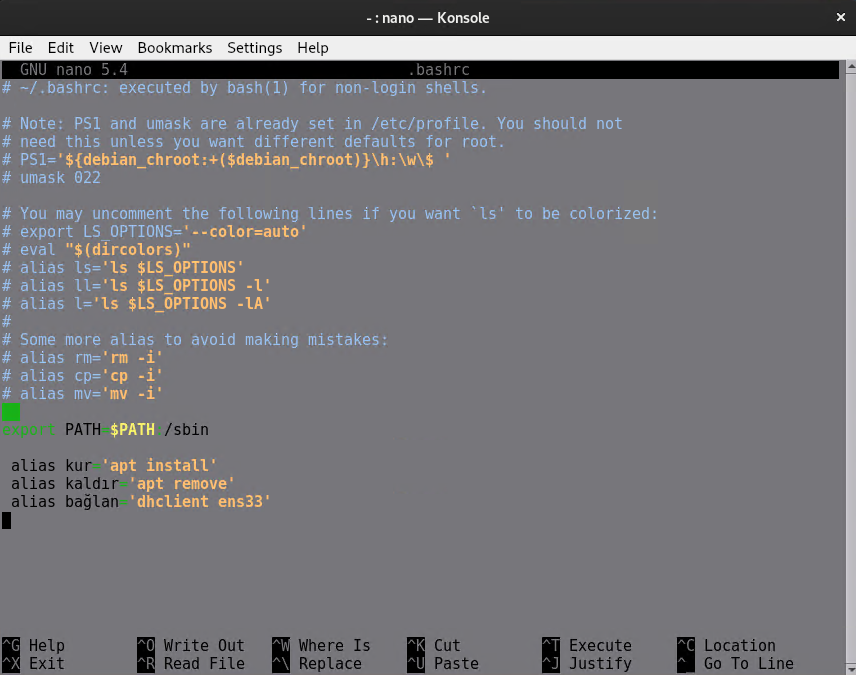 - : nano — Konsole
File Edit View Bookmarks Settings Help
GNU nano 5.4 .bashrc
# ~/.bashrc: executed by bash(1) for non-login shells.
# Note: PS1 and umask are already set in /etc/profile. You should not
# need this unless you want different defaults for root.
# PS1='${debian_chroot:+($debian_chroot)}\h:\w\$ '
# umask 022
# You may uncomment the following lines if you want `ls' to be colorized:
# export LS_OPTIONS='--color=auto'
# eval "$(dircolors)"
# alias ls='ls $LS_OPTIONS'
# alias ll='ls $LS_OPTIONS -l'
# alias l='ls $LS_OPTIONS -lA'
#
# Some more alias to avoid making mistakes:
# alias rm='rm -i'
# alias cp='cp -i'
# alias mv='mv -i'
export PATH=$PATH:/sbin
alias kur='apt install'
alias kaldır='apt remove'
alias bağlan='dhclient ens33'
^G Help ^O Write Out ^W Where Is ^K Cut ^T Execute ^C Location
^X Exit ^R Read File ^\ Replace ^U Paste ^J Justify ^_ Go To Line